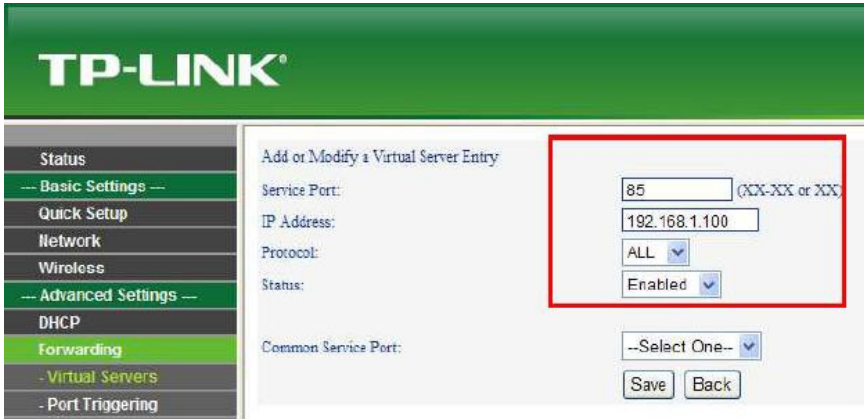 TP-LINK®
Status
--- Basic Settings ---
Quick Setup
Network
Wireless
--- Advanced Settings ---
DHCP
Forwarding
- Virtual Servers
- Port Triggering
Add or Modify a Virtual Server Entry
Service Port: 85 (XX-XX or XX)
IP Address: 192.168.1.100
Protocol: ALL
Status: Enabled
Common Service Port: --Select One--
Save Back